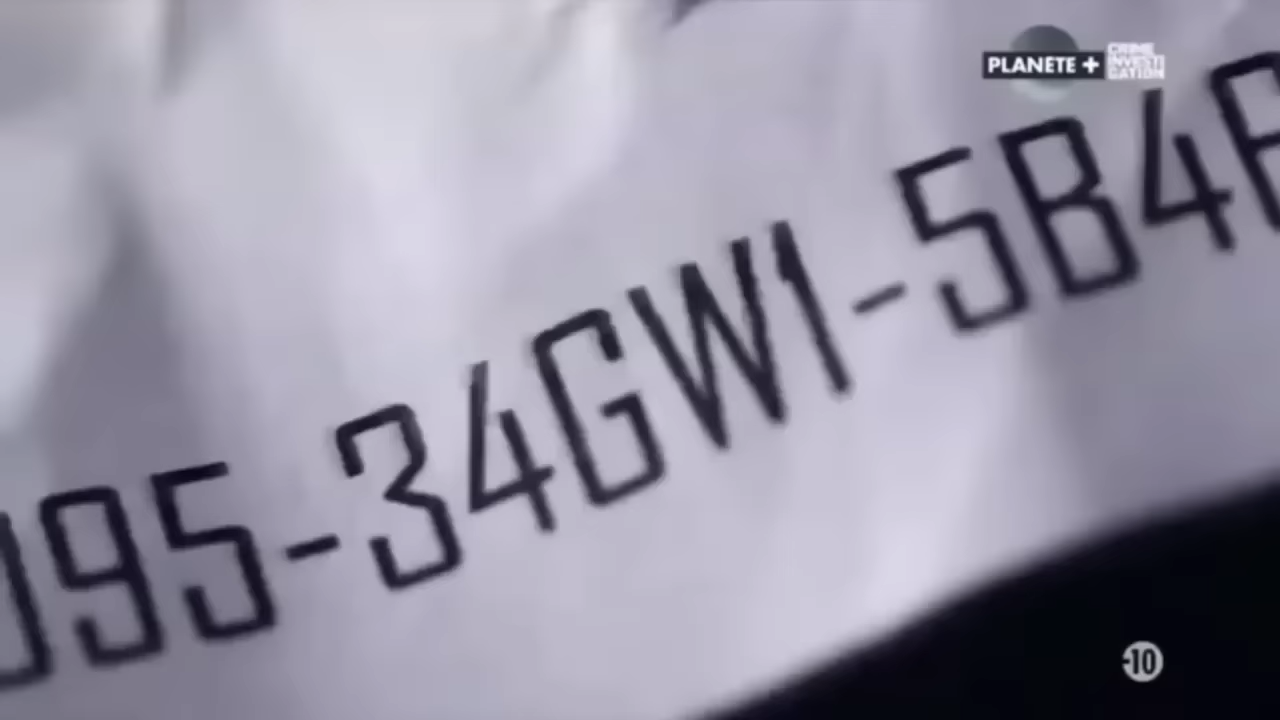 PLANETE +
CRIME
INVESTI
GATION
95-34GW1-5B4
-10